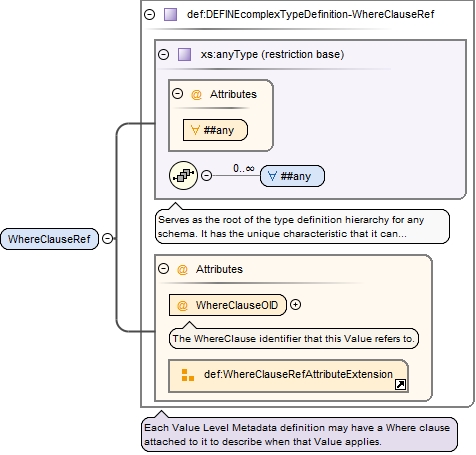 def:DEFINEcomplexTypeDefinition-WhereClauseRef
xs:anyType (restriction base)
@ Attributes
∀ ##any
0..∞
∀ ##any
Serves as the root of the type definition hierarchy for any
schema. It has the unique characteristic that it can...
WhereClauseRef
@ Attributes
@ WhereClauseOID
The WhereClause identifier that this Value refers to.
def:WhereClauseRefAttributeExtension
Each Value Level Metadata definition may have a Where clause
attached to it to describe when that Value applies.